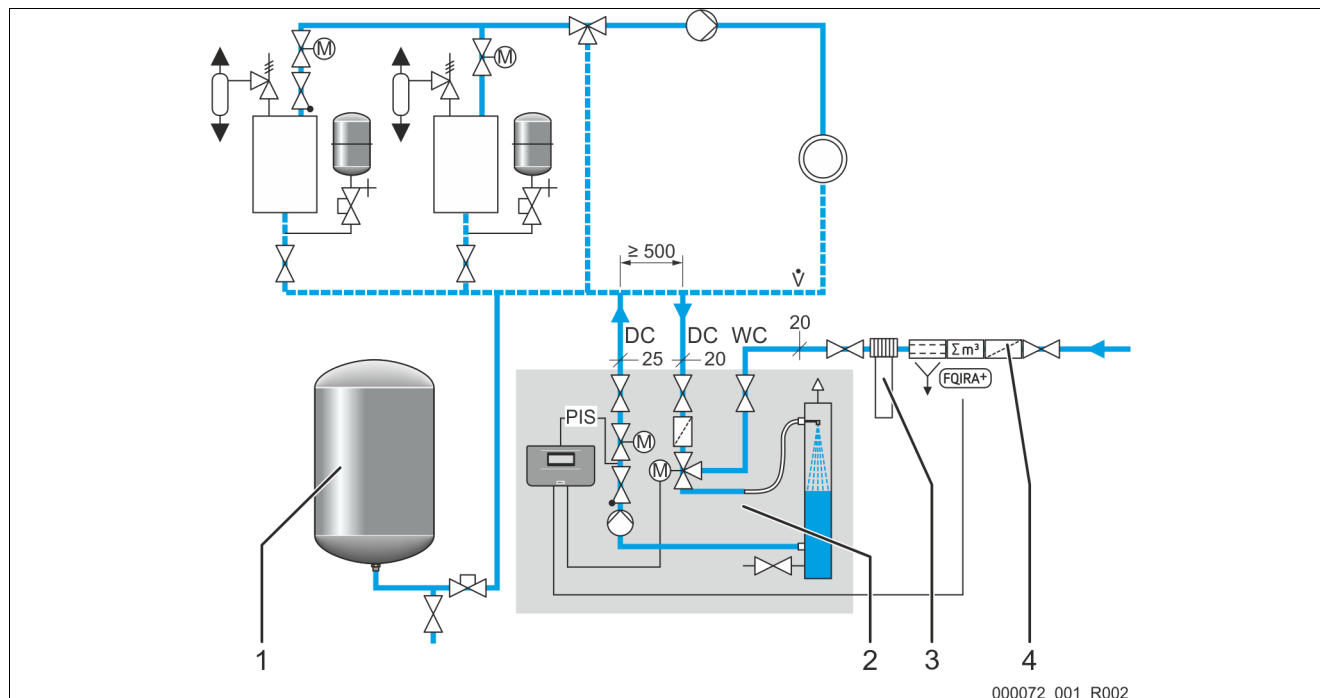 M
M
≥ 500
V̇
DC
25
DC
20
WC
20
Σm³
FQIRA+
PIS
M
M
1
2
3
4
000072_001_R002